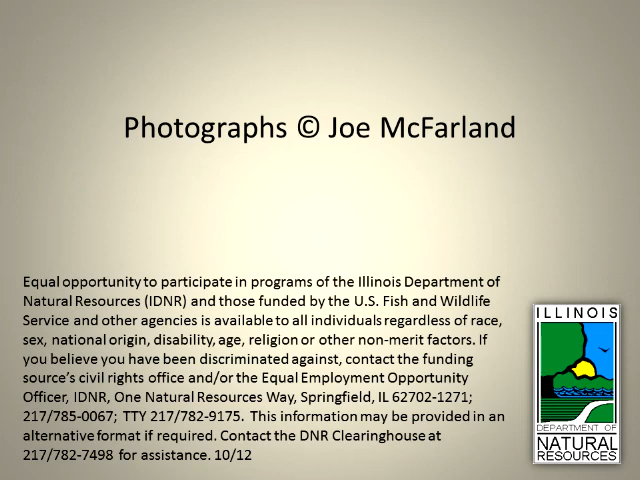 Photographs © Joe McFarland
Equal opportunity to participate in programs of the Illinois Department of
Natural Resources (IDNR) and those funded by the U.S. Fish and Wildlife
Service and other agencies is available to all individuals regardless of race,
sex, national origin, disability, age, religion or other non-merit factors. If
you believe you have been discriminated against, contact the funding
source's civil rights office and/or the Equal Employment Opportunity
Officer, IDNR, One Natural Resources Way, Springfield, IL 62702-1271;
217/785-0067; TTY 217/782-9175. This information may be provided in an
alternative format if required. Contact the DNR Clearinghouse at
217/782-7498 for assistance. 10/12
ILLINOIS
DEPARTMENT OF
NATURAL
RESOURCES